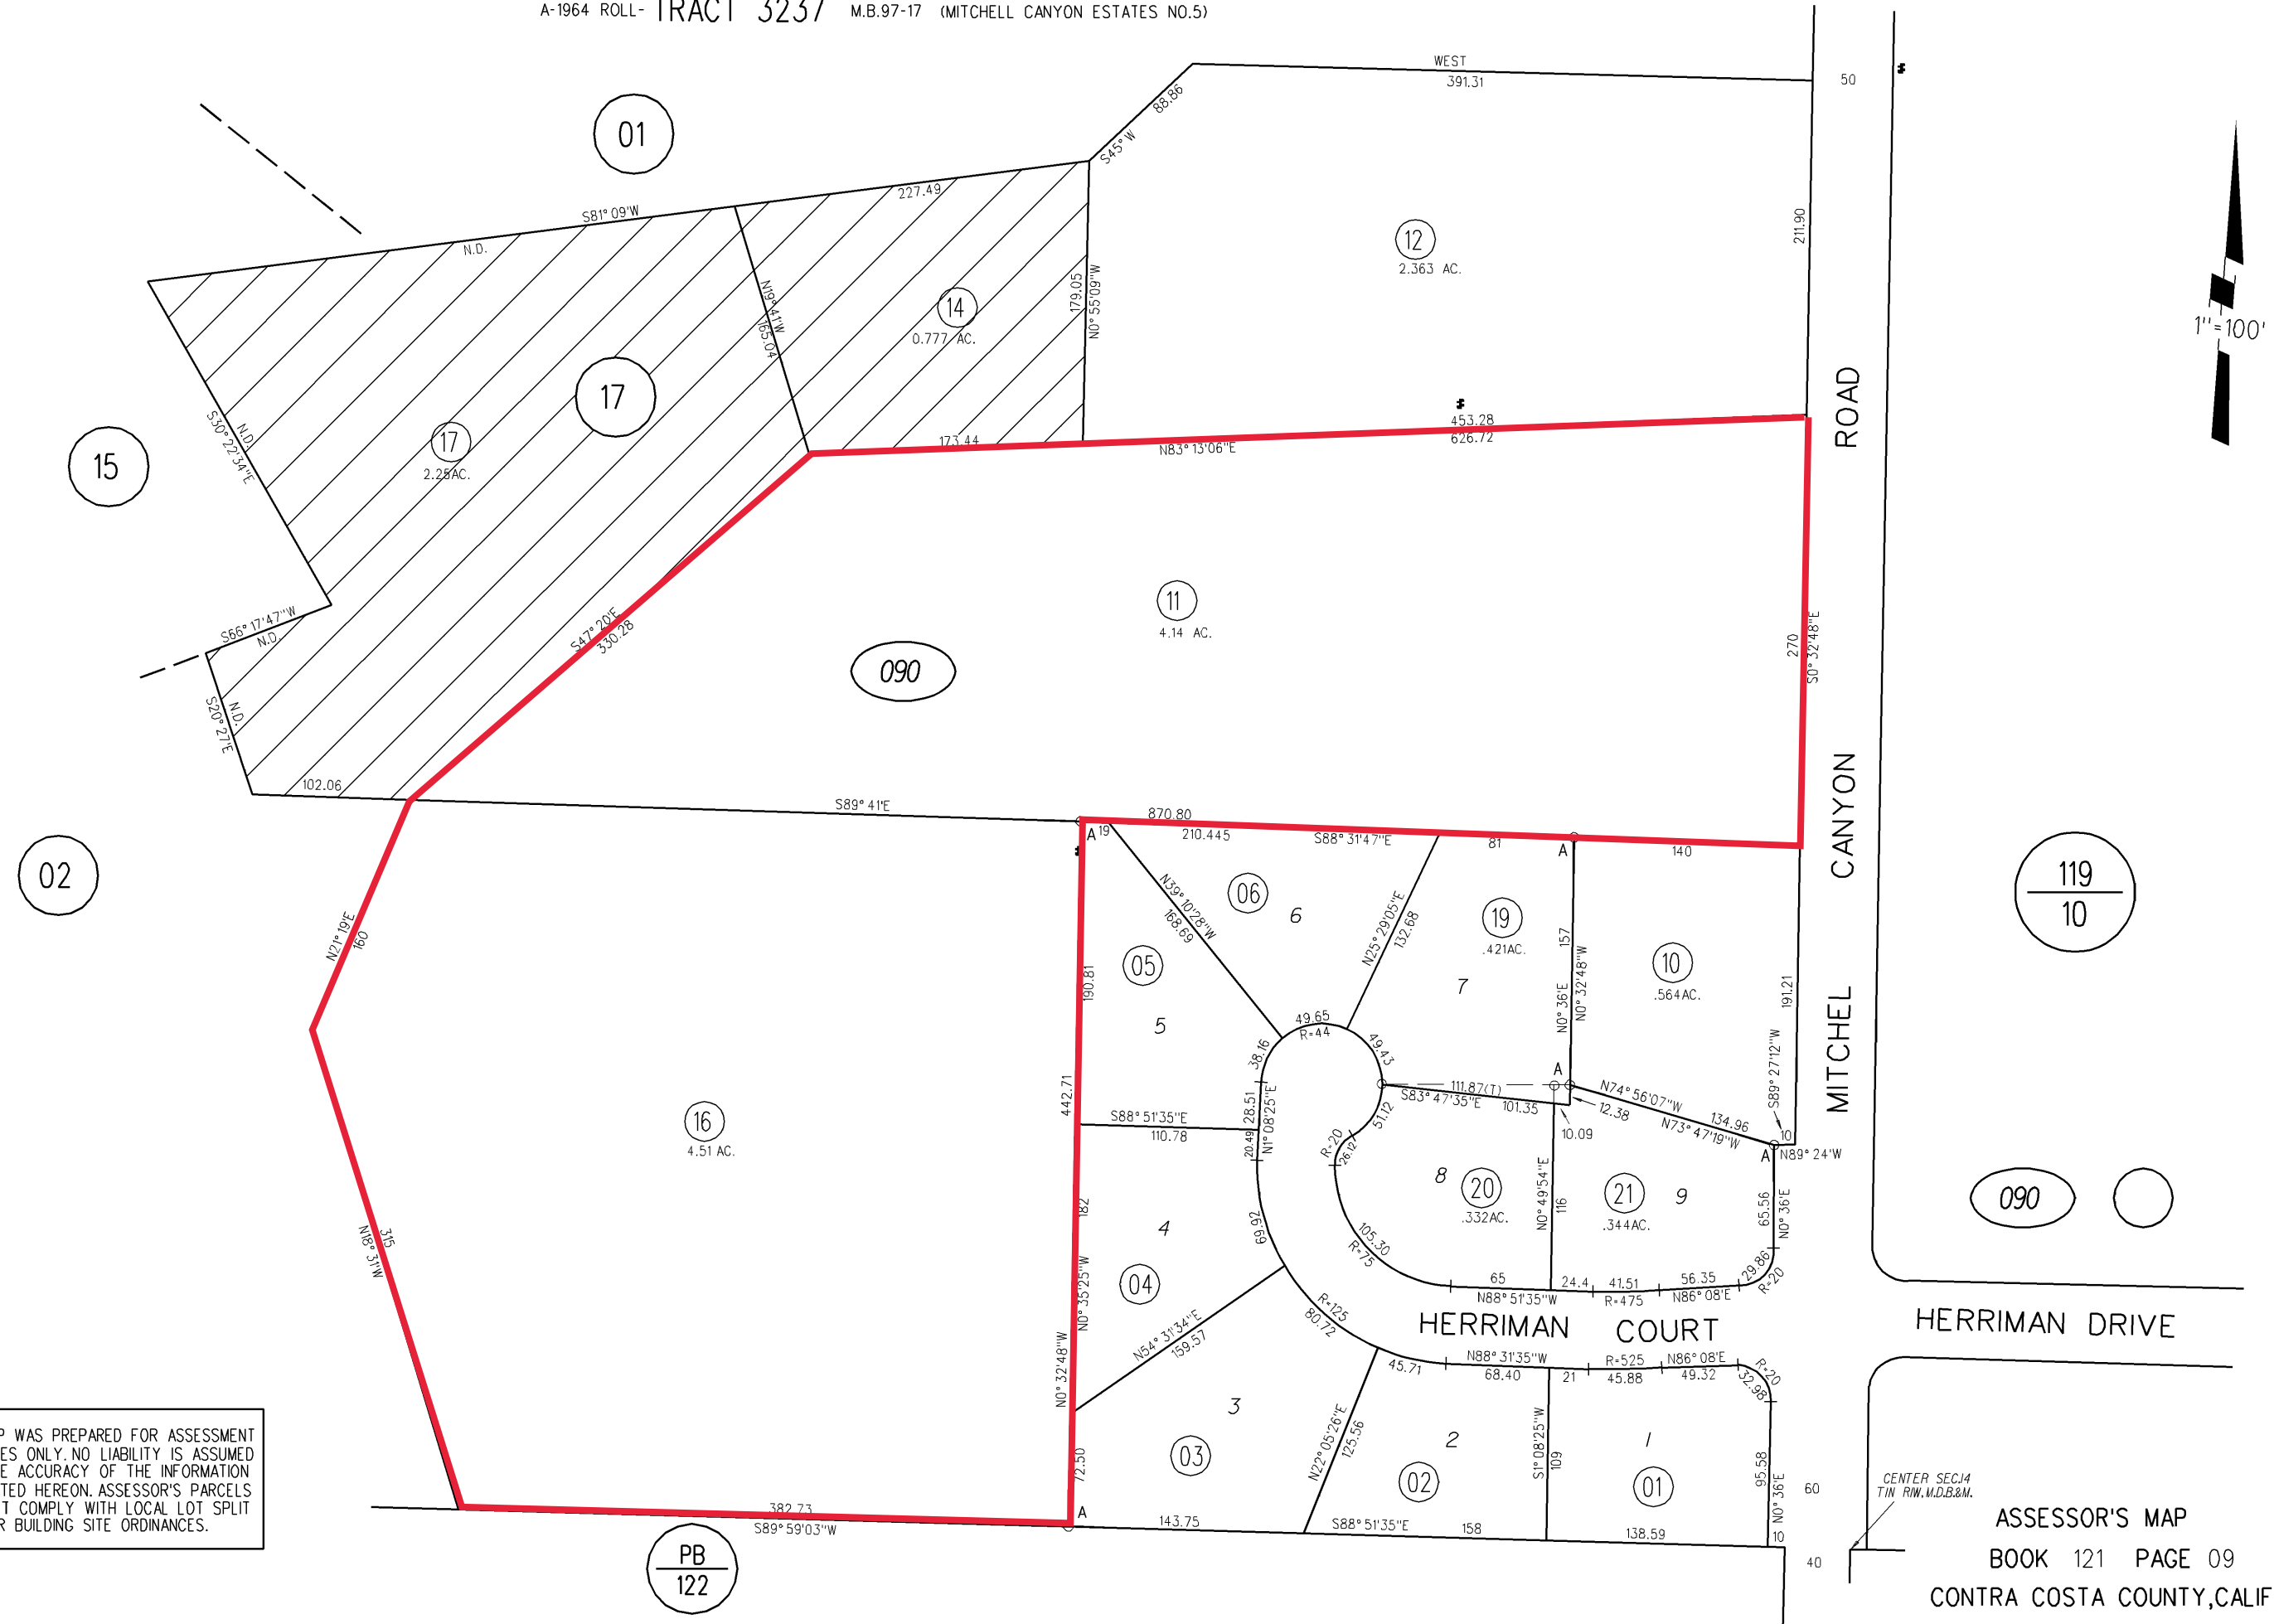 A-1964 ROLL- TRACT 3237 M.B.97-17 (MITCHELL CANYON ESTATES NO.5)
WEST
391.31
50
88.86
S45° W
01
227.49
S81° 09'W
N.D.
211.90
12
2.363 AC.
N19° 41'W
165.04
14
0.777 AC.
179.05
N0° 55'09"W
1"=100'
17
17
2.25AC.
S30° 22'34"E
N.D.
15
173.44
453.28
626.72
N83° 13'06"E
ROAD
S66° 17'47"W
N.D.
S47° 20'E
330.28
11
4.14 AC.
270
S0° 32'48"E
090
S20° 27'E
N.D.
102.06
S89° 41'E
870.80
A 19
210.445
S88° 31'47"E
81
A
140
CANYON
02
119
10
N39° 10'28"W
168.69
06
6
N25° 29'05"E
132.68
19
.421AC.
7
157
N0° 36'E
N0° 32'48"W
10
.564AC.
191.21
N21° 19'E
160
190.81
05
5
49.65
R=44
38.16
49.43
MITCHEL
A
111.87(T)
S83° 47'35"E
101.35
12.38
10.09
N74° 56'07"W
134.96
N73° 47'19"W
S89° 27'12"W
10
A
N89° 24'W
442.71
16
4.51 AC.
S88° 51'35"E
110.78
28.51
20.49
N1° 08'25"E
51.12
R=20
26.12
315
N18° 31'W
182
4
04
69.92
8
20
.332AC.
N0° 49'54"E
116
21
.344AC.
9
65.56
N0° 36'E
090
105.30
R=75
65
N88° 51'35"W
24.4
41.51
R=475
56.35
N86° 08'E
29.86
R=20
N0° 35'25"W
N0° 32'48"W
N54° 31'34"E
159.57
R=125
80.72
HERRIMAN COURT
HERRIMAN DRIVE
45.71
N88° 31'35"W
68.40
21
R=525
45.88
N86° 08'E
49.32
R=20
32.98
3
03
72.50
N22° 05'26"E
125.56
2
02
S1° 08'25"W
109
1
01
95.58
N0° 36'E
60
P WAS PREPARED FOR ASSESSMENT
ES ONLY. NO LIABILITY IS ASSUMED
E ACCURACY OF THE INFORMATION
TED HEREON. ASSESSOR'S PARCELS
T COMPLY WITH LOCAL LOT SPLIT
R BUILDING SITE ORDINANCES.
382.73
S89° 59'03"W
A
143.75
S88° 51'35"E
158
138.59
10
40
PB
122
CENTER SEC.14
T1N R1W. M.D.B.&M.
ASSESSOR'S MAP
BOOK 121 PAGE 09
CONTRA COSTA COUNTY,CALIF